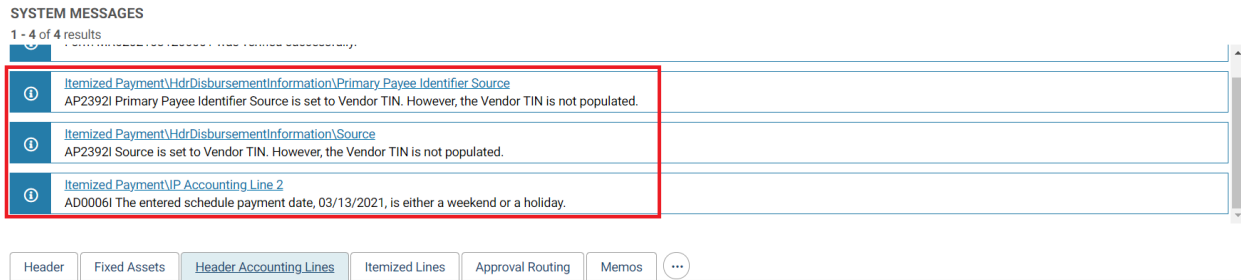 SYSTEM MESSAGES
1 - 4 of 4 results
Itemized Payment\HdrDisbursementInformation\Primary Payee Identifier Source
AP2392I Primary Payee Identifier Source is set to Vendor TIN. However, the Vendor TIN is not populated.
Itemized Payment\HdrDisbursementInformation\Source
AP2392I Source is set to Vendor TIN. However, the Vendor TIN is not populated.
Itemized Payment\IP Accounting Line 2
AD0006I The entered schedule payment date, 03/13/2021, is either a weekend or a holiday.
Header Fixed Assets Header Accounting Lines Itemized Lines Approval Routing Memos ...